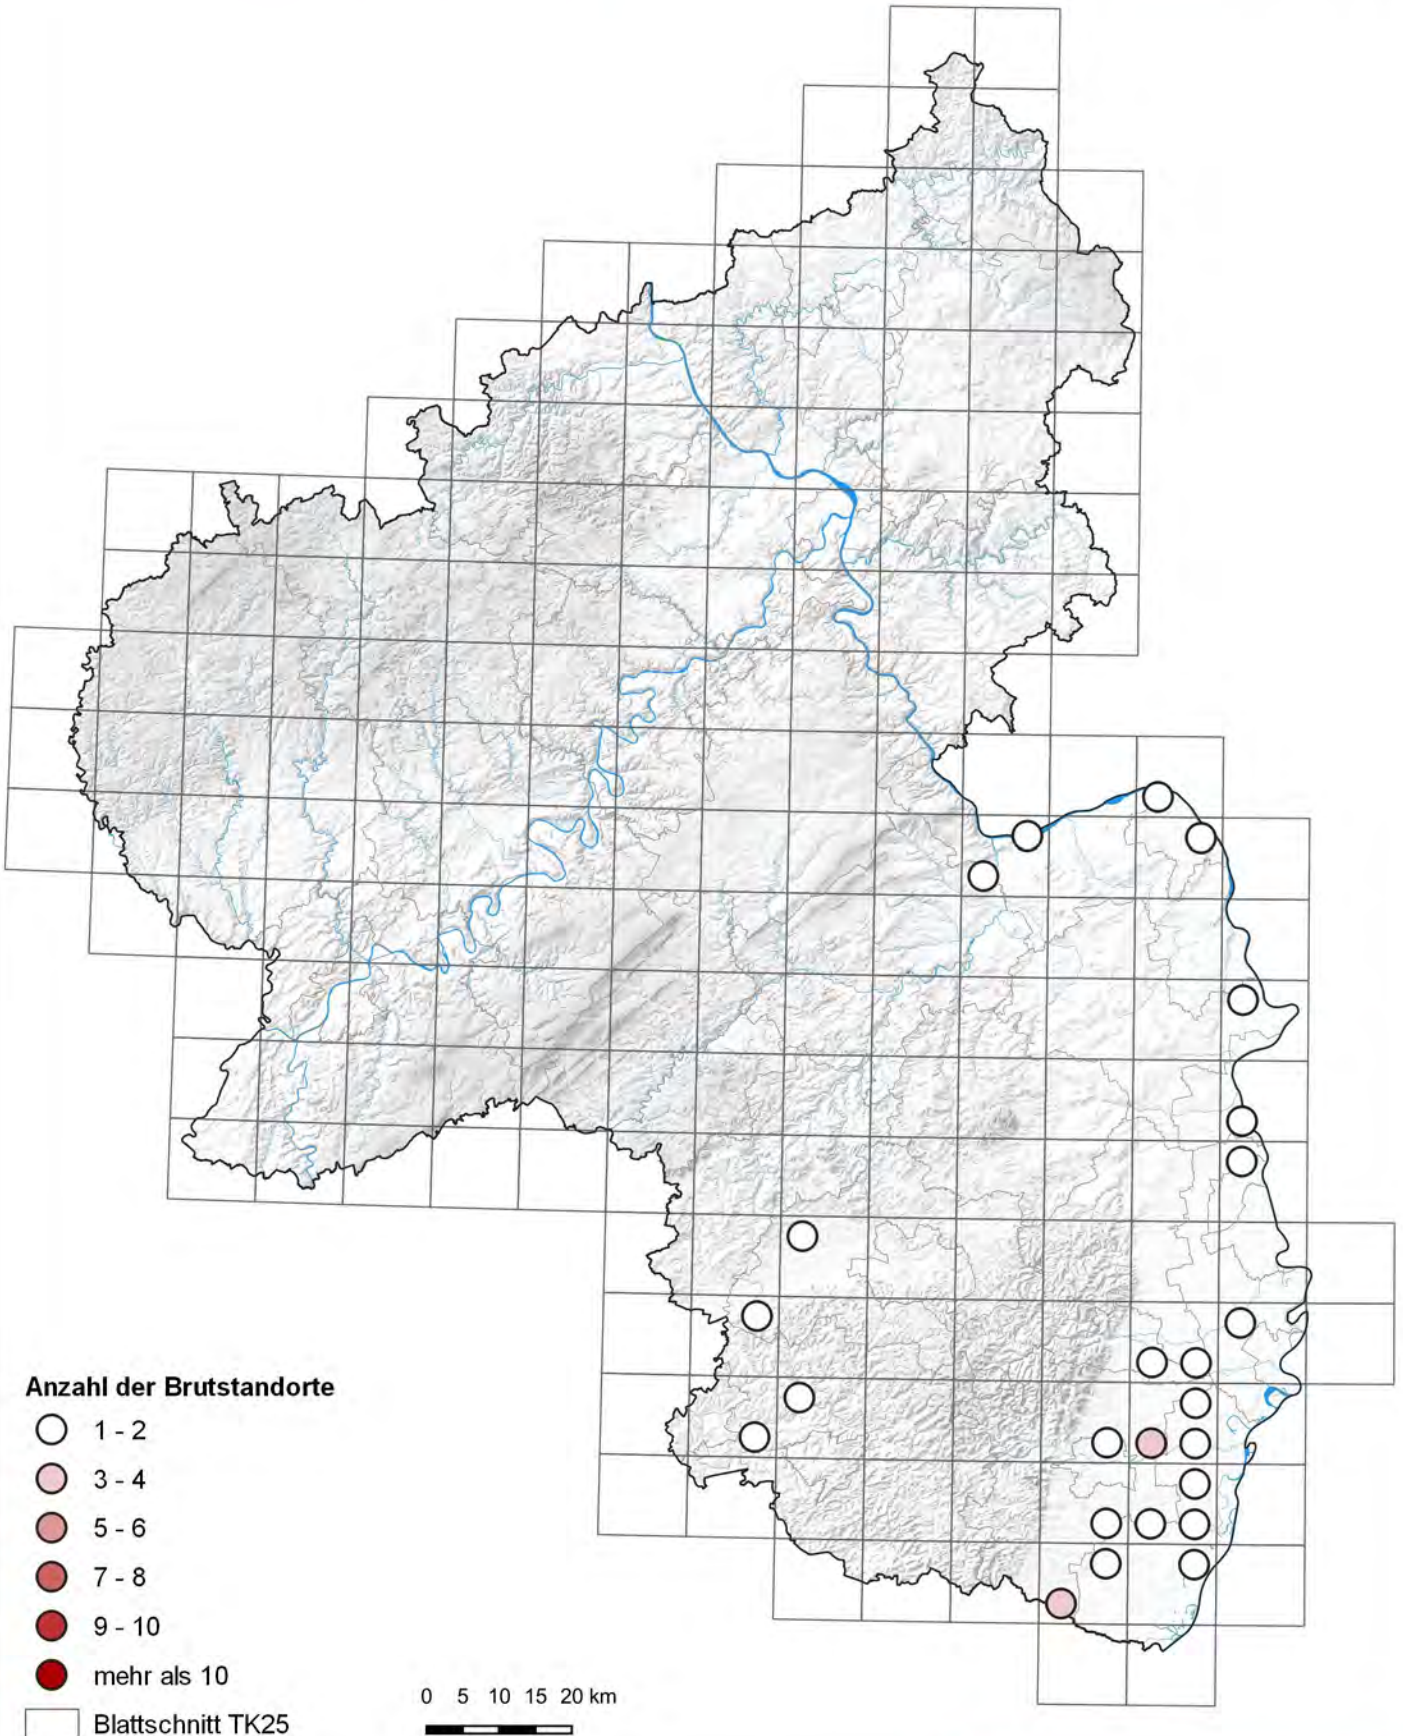 Anzahl der Brutstandorte
1 - 2
3 - 4
5 - 6
7 - 8
9 - 10
mehr als 10
Blattschnitt TK25
0 5 10 15 20 km